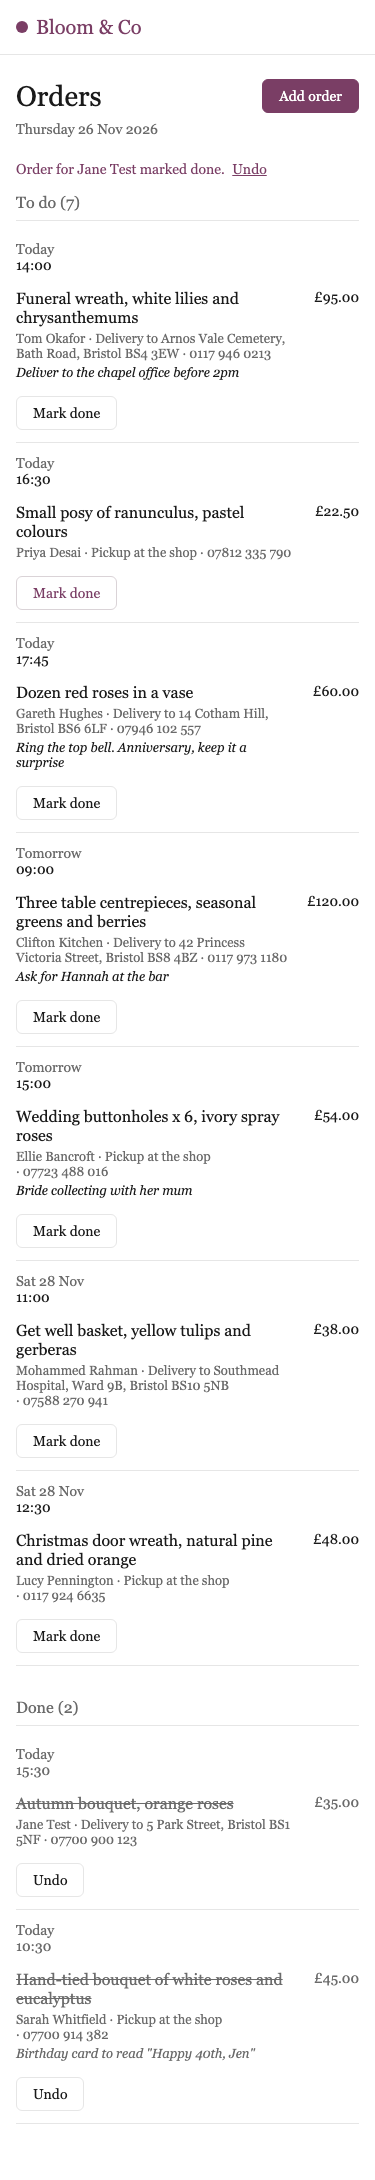 Bloom & Co
Orders
Add order
Thursday 26 Nov 2026
Order for Jane Test marked done. Undo
To do (7)
Today
14:00
Funeral wreath, white lilies and
chrysanthemums
£95.00
Tom Okafor · Delivery to Arnos Vale Cemetery,
Bath Road, Bristol BS4 3EW · 0117 946 0213
Deliver to the chapel office before 2pm
Mark done
Today
16:30
Small posy of ranunculus, pastel
colours
£22.50
Priya Desai · Pickup at the shop · 07812 335 790
Mark done
Today
17:45
Dozen red roses in a vase
£60.00
Gareth Hughes · Delivery to 14 Cotham Hill,
Bristol BS6 6LF · 07946 102 557
Ring the top bell. Anniversary, keep it a
surprise
Mark done
Tomorrow
09:00
Three table centrepieces, seasonal
greens and berries
£120.00
Clifton Kitchen · Delivery to 42 Princess
Victoria Street, Bristol BS8 4BZ · 0117 973 1180
Ask for Hannah at the bar
Mark done
Tomorrow
15:00
Wedding buttonholes x 6, ivory spray
roses
£54.00
Ellie Bancroft · Pickup at the shop
· 07723 488 016
Bride collecting with her mum
Mark done
Sat 28 Nov
11:00
Get well basket, yellow tulips and
gerberas
£38.00
Mohammed Rahman · Delivery to Southmead
Hospital, Ward 9B, Bristol BS10 5NB
· 07588 270 941
Mark done
Sat 28 Nov
12:30
Christmas door wreath, natural pine
and dried orange
£48.00
Lucy Pennington · Pickup at the shop
· 0117 924 6635
Mark done
Done (2)
Today
15:30
Autumn bouquet, orange roses
£35.00
Jane Test · Delivery to 5 Park Street, Bristol BS1
5NF · 07700 900 123
Undo
Today
10:30
Hand-tied bouquet of white roses and
eucalyptus
£45.00
Sarah Whitfield · Pickup at the shop
· 07700 914 382
Birthday card to read "Happy 40th, Jen"
Undo